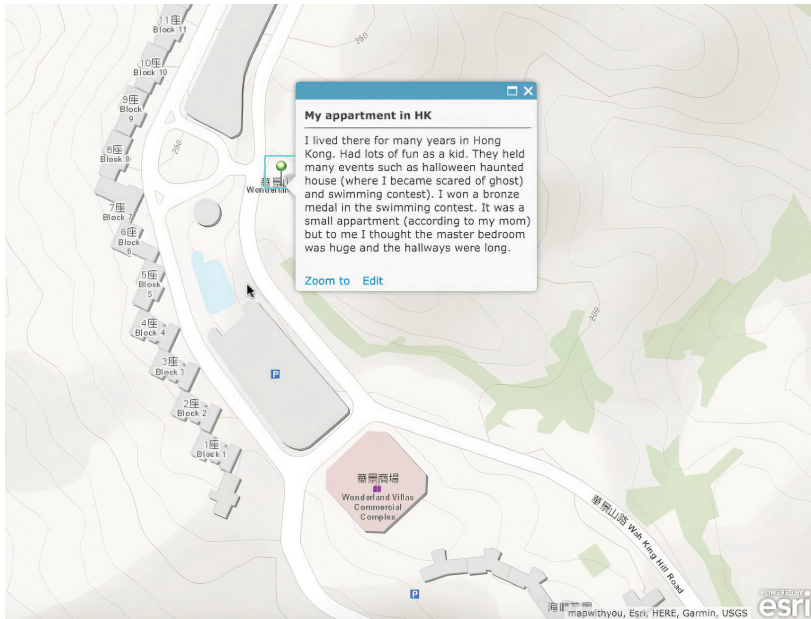 11座
Block 11
10座
Block 10
9座
Block
9
8座
Block 8
7座
Block 7
6座
Block
6
5座
Block
5
4座
Block 4
3座
Block 3
2座
Block 2
1座
Block 1
260
260
My appartment in HK
I lived there for many years in Hong
Kong. Had lots of fun as a kid. They held
many events such as halloween haunted
house (where I became scared of ghost)
and swimming contest). I won a bronze
medal in the swimming contest. It was a
small appartment (according to my mom)
but to me I thought the master bedroom
was huge and the hallways were long.
Zoom to Edit
200
P
華景商場
Wonderland Villas
Commercial
Complex
華景山路 Wah King Hill Road
P
mapwithyou, Esri, HERE, Garmin, USGS
POWERED BY
esri